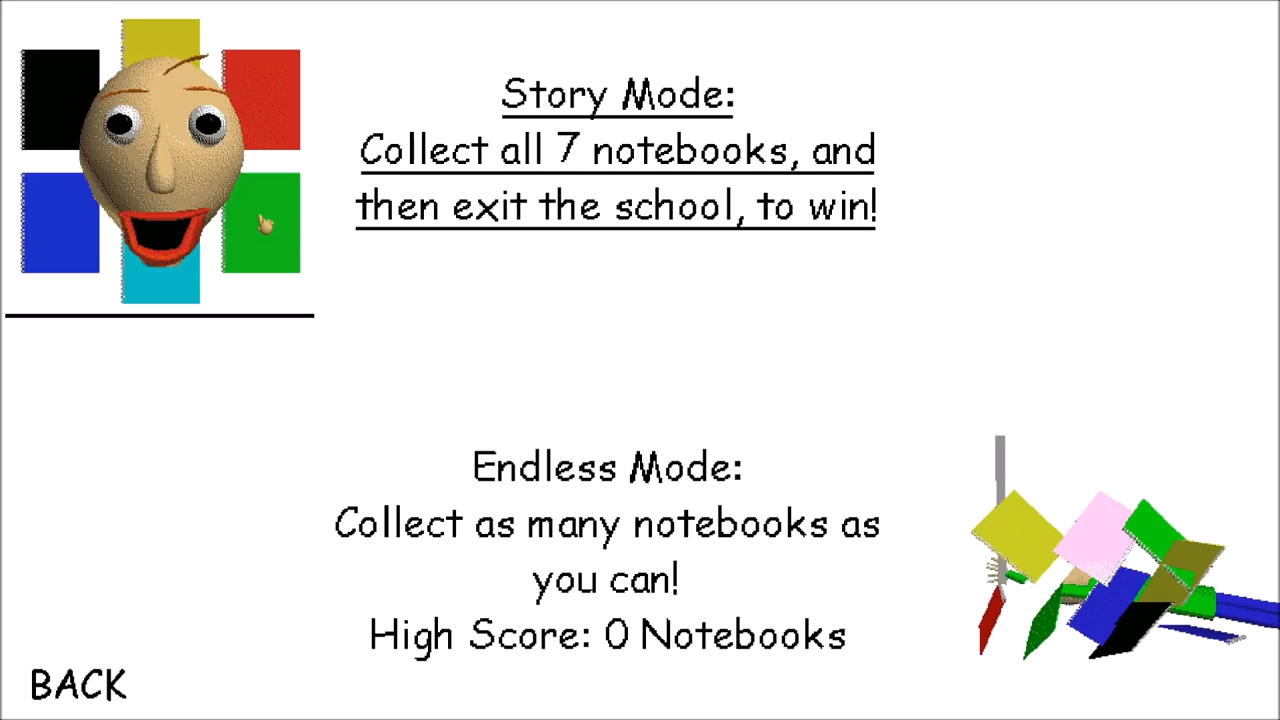 Story Mode:
Collect all 7 notebooks, and
then exit the school, to win!
Endless Mode:
Collect as many notebooks as
you can!
High Score: 0 Notebooks
BACK